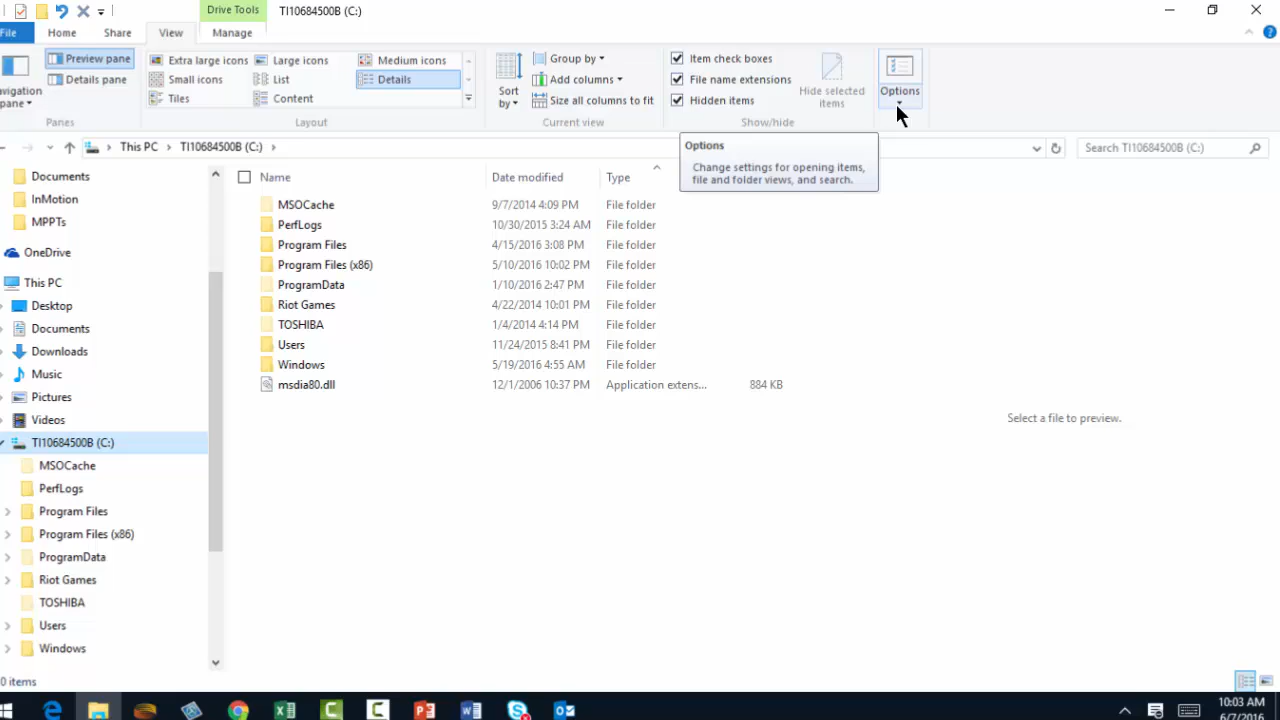 Drive Tools
TI10684500B (C:)
File
Home
Share
View
Manage
Preview pane
Details pane
Navigation
pane
Panes
Extra large icons
Large icons
Medium icons
Small icons
List
Details
Tiles
Content
Layout
Sort
by
Group by
Add columns
Size all columns to fit
Current view
Item check boxes
File name extensions
Hidden items
Hide selected
items
Show/hide
Options
This PC
TI10684500B (C:)
Search TI10684500B (C:)
Options
Change settings for opening items,
file and folder views, and search.
Documents
InMotion
MPPTs
OneDrive
This PC
Desktop
Documents
Downloads
Music
Pictures
Videos
TI10684500B (C:)
MSOCache
PerfLogs
Program Files
Program Files (x86)
ProgramData
Riot Games
TOSHIBA
Users
Windows
Name Date modified Type
MSOCache 9/7/2014 4:09 PM File folder
PerfLogs 10/30/2015 3:24 AM File folder
Program Files 4/15/2016 3:08 PM File folder
Program Files (x86) 5/10/2016 10:02 PM File folder
ProgramData 1/10/2016 2:47 PM File folder
Riot Games 4/22/2014 10:01 PM File folder
TOSHIBA 1/4/2014 4:14 PM File folder
Users 11/24/2015 8:41 PM File folder
Windows 5/19/2016 4:55 AM File folder
msdia80.dll 12/1/2006 10:37 PM Application extens... 884 KB
Select a file to preview.
0 items
10:03 AM
6/7/2016